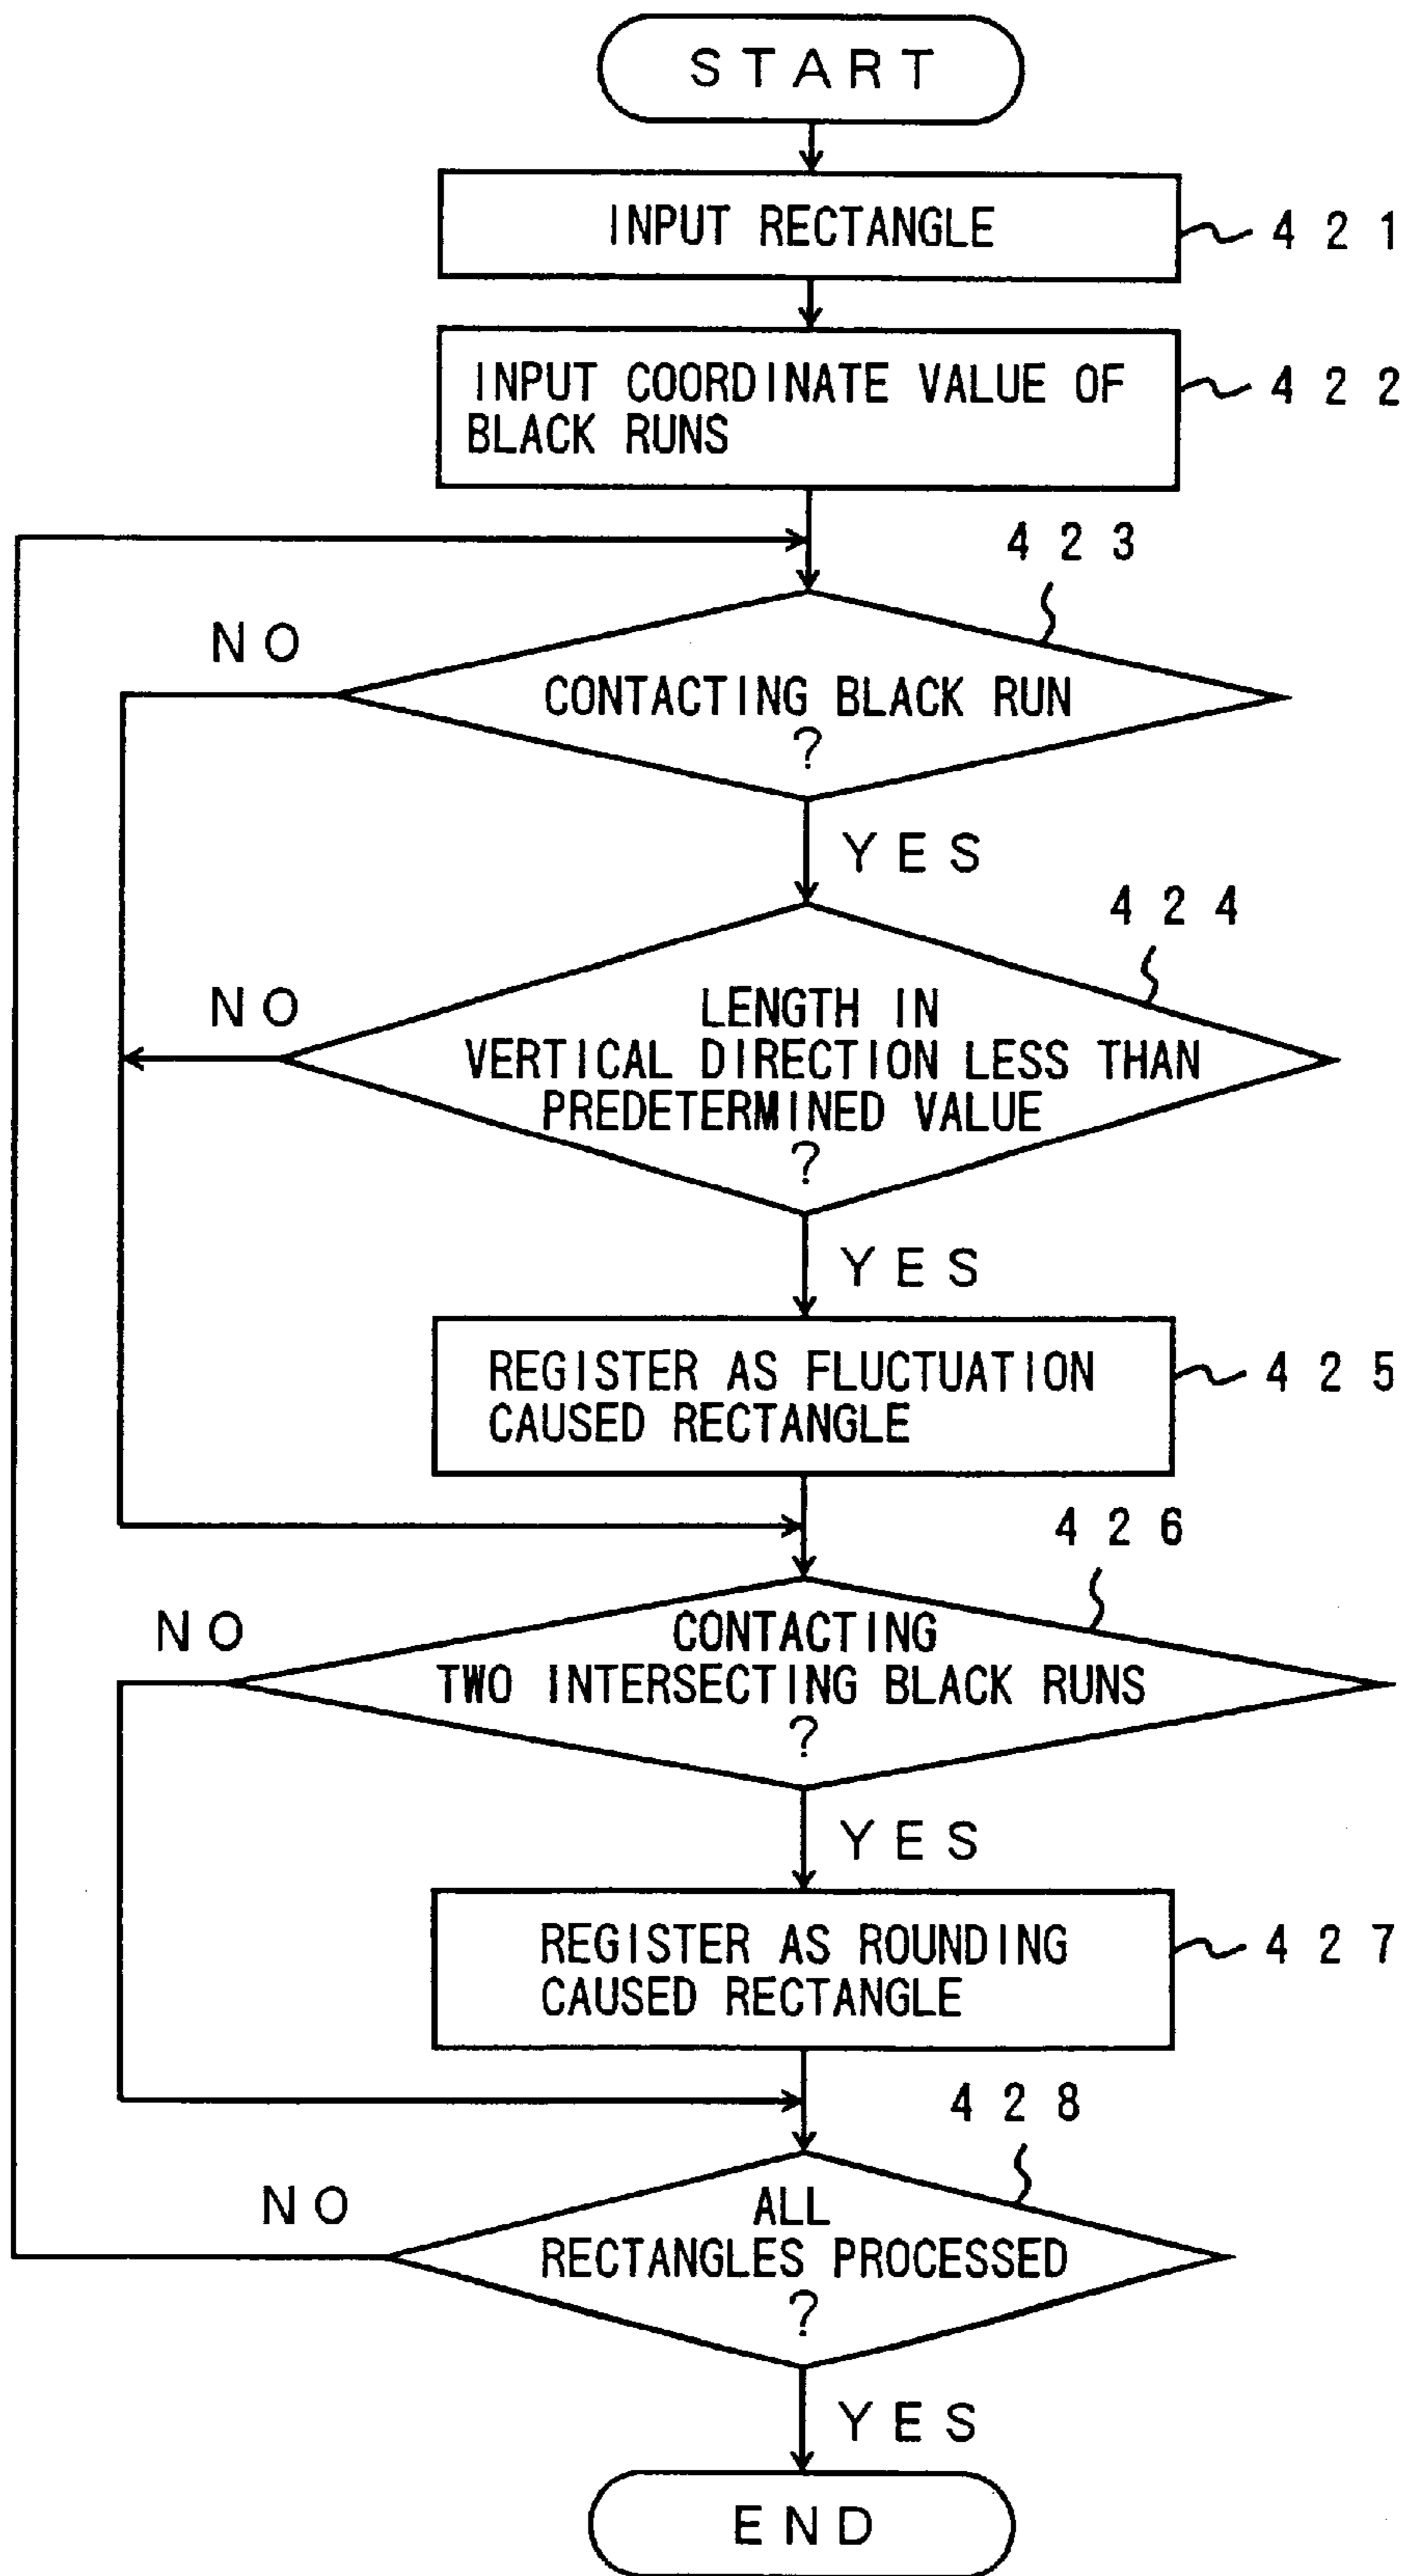 START
INPUT RECTANGLE
421
INPUT COORDINATE VALUE OF
BLACK RUNS
422
423
NO
CONTACTING BLACK RUN
?
YES
424
NO
LENGTH IN
VERTICAL DIRECTION LESS THAN
PREDETERMINED VALUE
?
YES
REGISTER AS FLUCTUATION
CAUSED RECTANGLE
425
426
NO
CONTACTING
TWO INTERSECTING BLACK RUNS
?
YES
REGISTER AS ROUNDING
CAUSED RECTANGLE
427
428
NO
ALL
RECTANGLES PROCESSED
?
YES
END